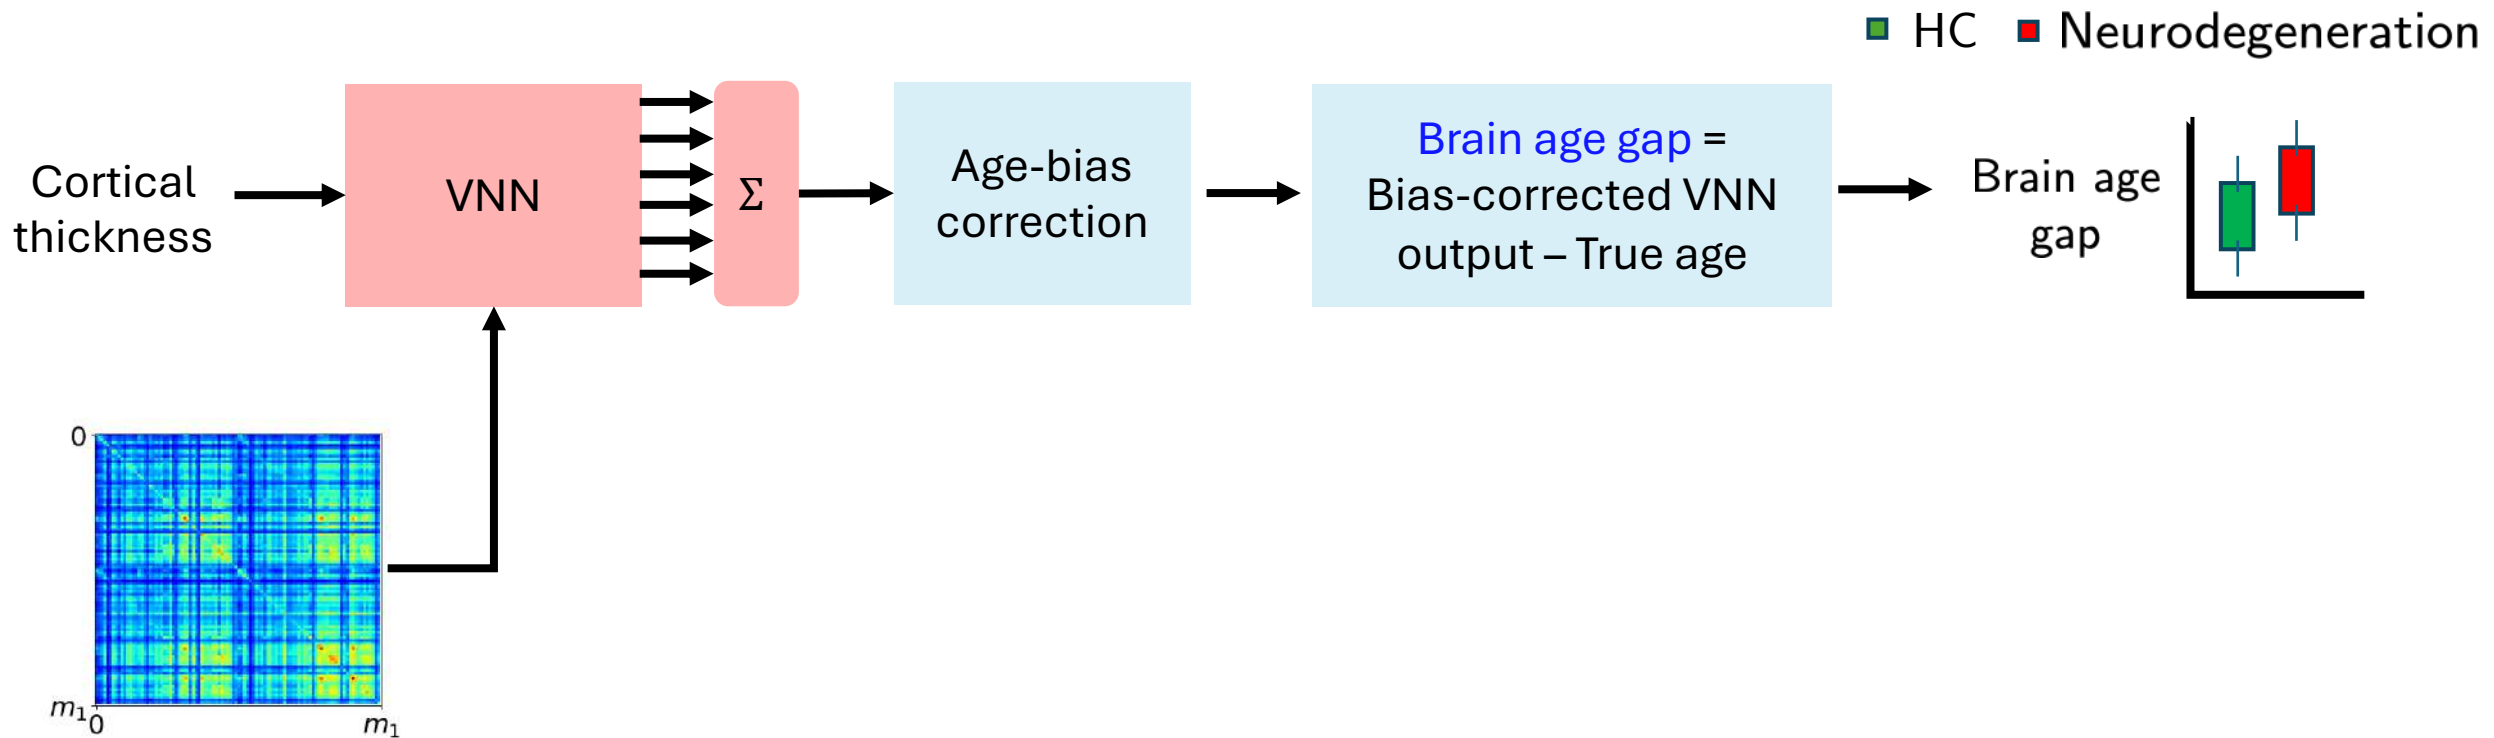 HC
Neurodegeneration
Cortical
thickness
VNN
Σ
Age-bias
correction
Brain age gap =
Bias-corrected VNN
output – True age
Brain age
gap
0
m₁
0
m₁